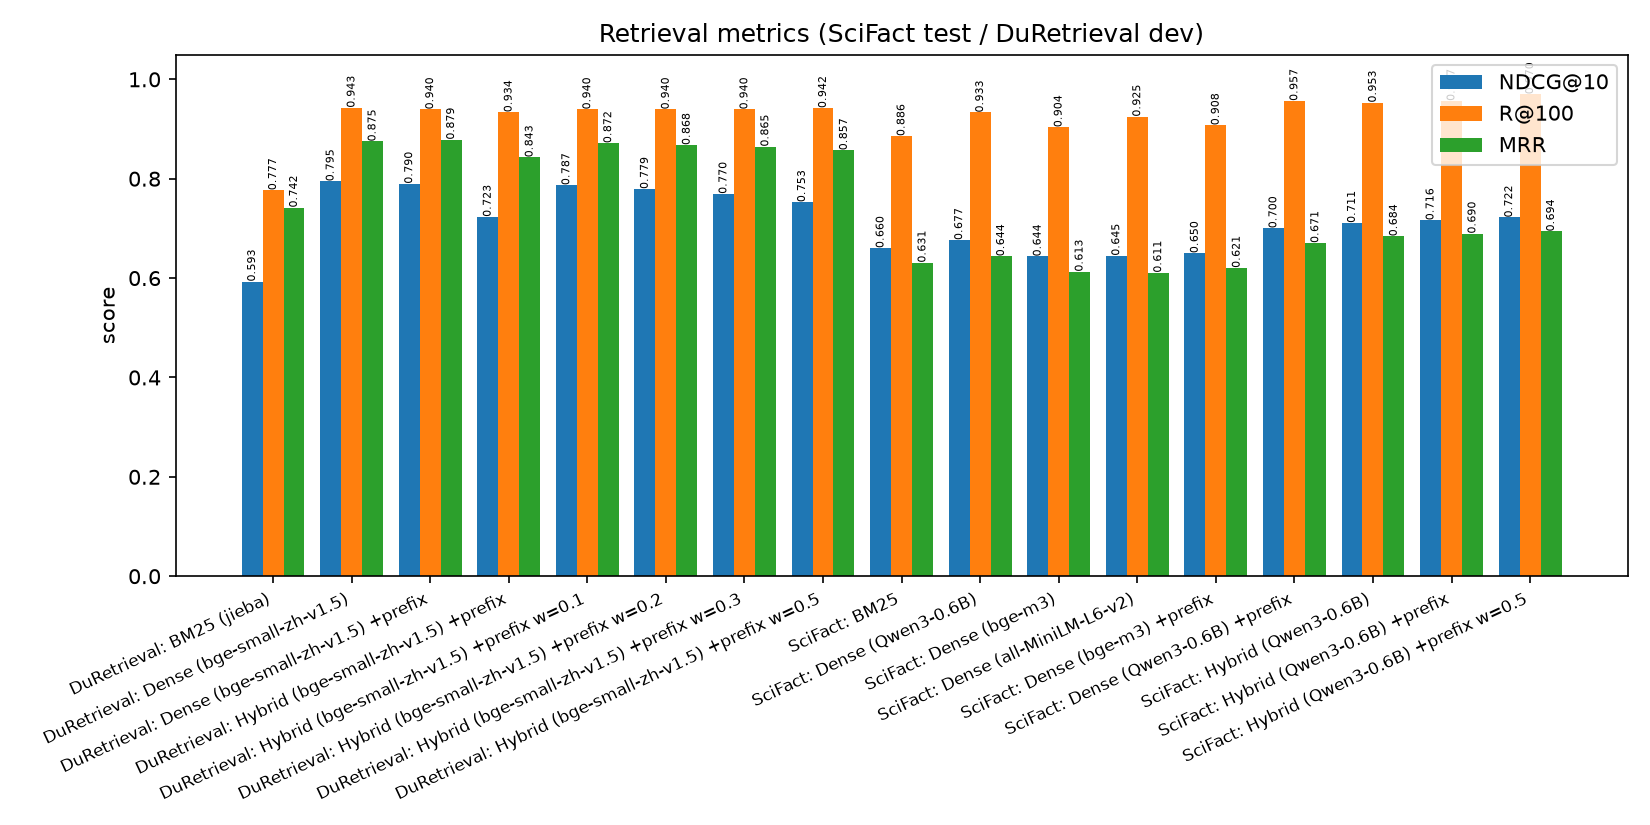 Retrieval metrics (SciFact test / DuRetrieval dev)
NDCG@10
R@100
MRR
score
1.0
0.8
0.6
0.4
0.2
0.0
0.593
0.777
0.742
0.795
0.943
0.875
0.790
0.940
0.879
0.723
0.934
0.843
0.787
0.940
0.872
0.779
0.940
0.868
0.770
0.940
0.865
0.753
0.942
0.857
0.660
0.886
0.631
0.677
0.933
0.644
0.644
0.904
0.613
0.645
0.925
0.611
0.650
0.908
0.621
0.700
0.957
0.671
0.711
0.953
0.684
0.716
0.690
0.722
0.694
DuRetrieval: BM25 (jieba)
DuRetrieval: Dense (bge-small-zh-v1.5)
DuRetrieval: Dense (bge-small-zh-v1.5) +prefix
DuRetrieval: Hybrid (bge-small-zh-v1.5) +prefix
DuRetrieval: Hybrid (bge-small-zh-v1.5) +prefix w=0.1
DuRetrieval: Hybrid (bge-small-zh-v1.5) +prefix w=0.2
DuRetrieval: Hybrid (bge-small-zh-v1.5) +prefix w=0.3
DuRetrieval: Hybrid (bge-small-zh-v1.5) +prefix w=0.5
SciFact: BM25
SciFact: Dense (Qwen3-0.6B)
SciFact: Dense (bge-m3)
SciFact: Dense (all-MiniLM-L6-v2)
SciFact: Dense (bge-m3) +prefix
SciFact: Dense (Qwen3-0.6B) +prefix
SciFact: Hybrid (Qwen3-0.6B)
SciFact: Hybrid (Qwen3-0.6B) +prefix
SciFact: Hybrid (Qwen3-0.6B) +prefix w=0.5